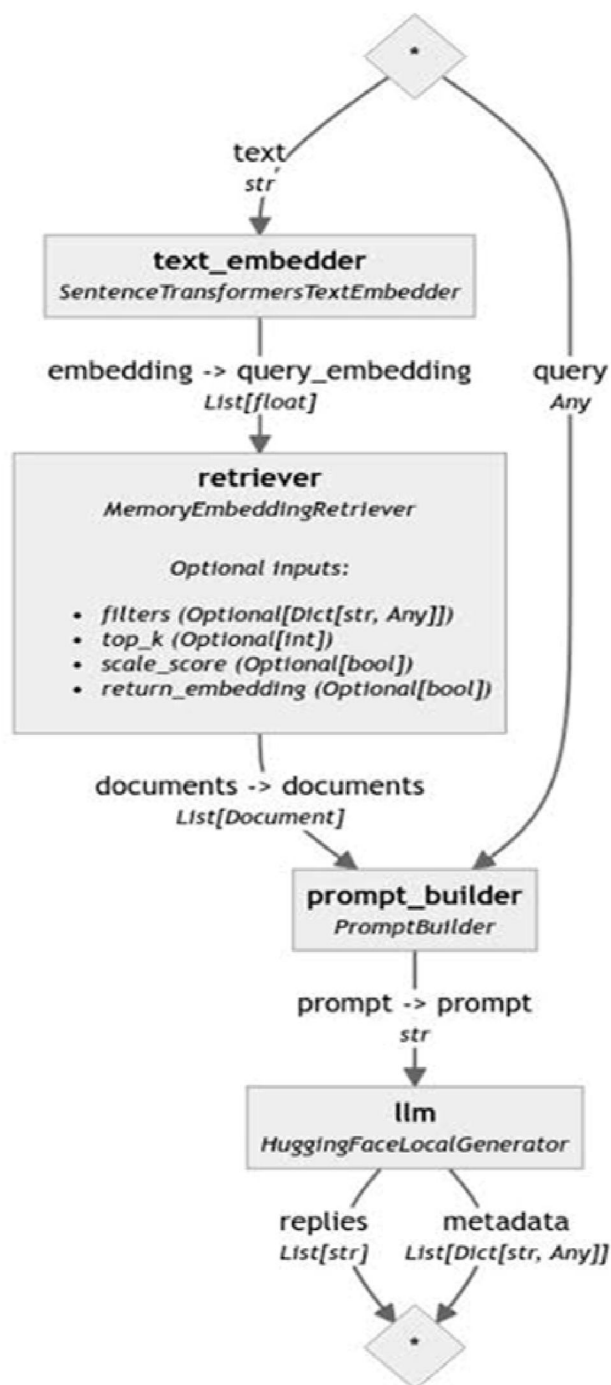 *
text
str
text_embedder
SentenceTransformersTextEmbedder
embedding -> query_embedding
List[float]
query
Any
retriever
MemoryEmbeddingRetriever
Optional inputs:
• filters (Optional[Dict[str, Any]])
• top_k (Optional[int])
• scale_score (Optional[bool])
• return_embedding (Optional[bool])
documents -> documents
List[Document]
prompt_builder
PromptBuilder
prompt -> prompt
str
llm
HuggingFaceLocalGenerator
replies
List[str]
metadata
List[Dict[str, Any]]
*